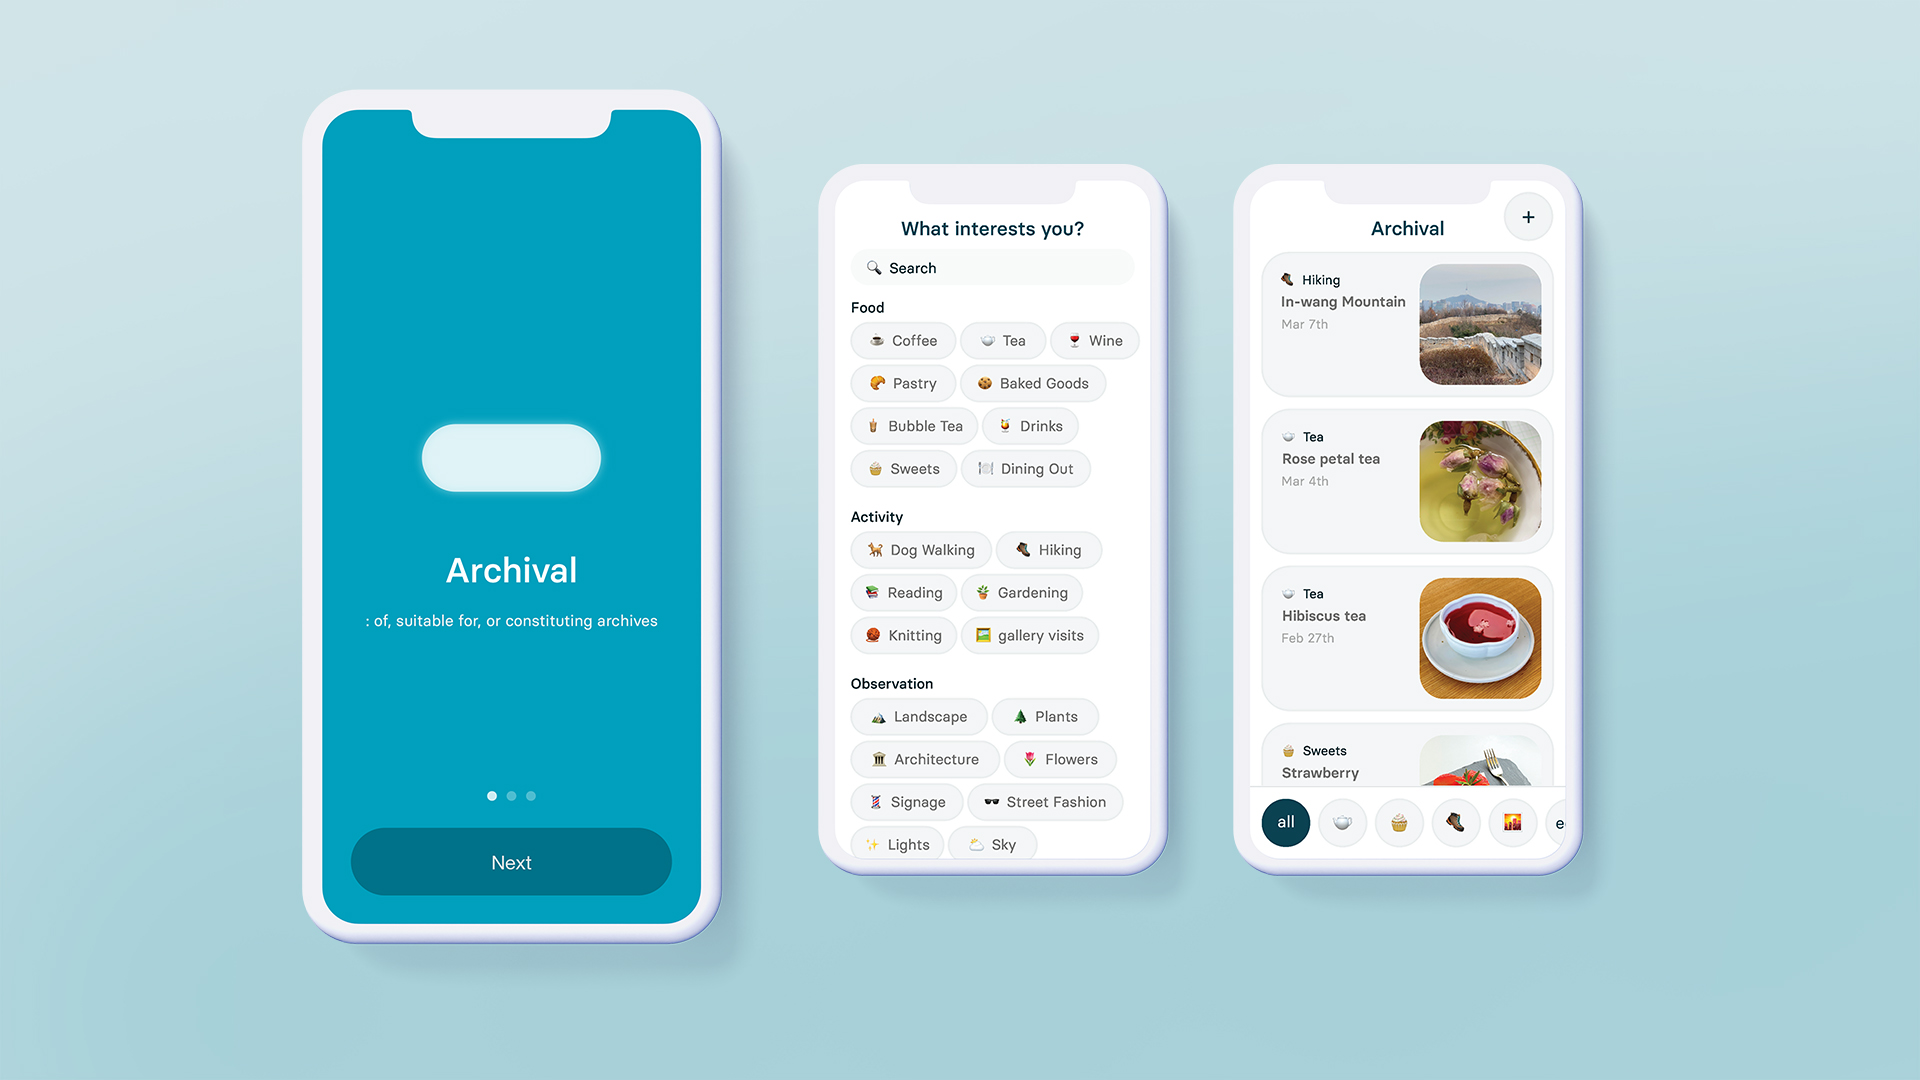 Archival
: of, suitable for, or constituting archives
Next
What interests you?
Search
Food
Coffee Tea Wine
Pastry Baked Goods
Bubble Tea Drinks
Sweets Dining Out
Activity
Dog Walking Hiking
Reading Gardening
Knitting gallery visits
Observation
Landscape Plants
Architecture Flowers
Signage Street Fashion
Lights Sky
+
Archival
Hiking
In-wang Mountain
Mar 7th
Tea
Rose petal tea
Mar 4th
Tea
Hibiscus tea
Feb 27th
Sweets
Strawberry
all